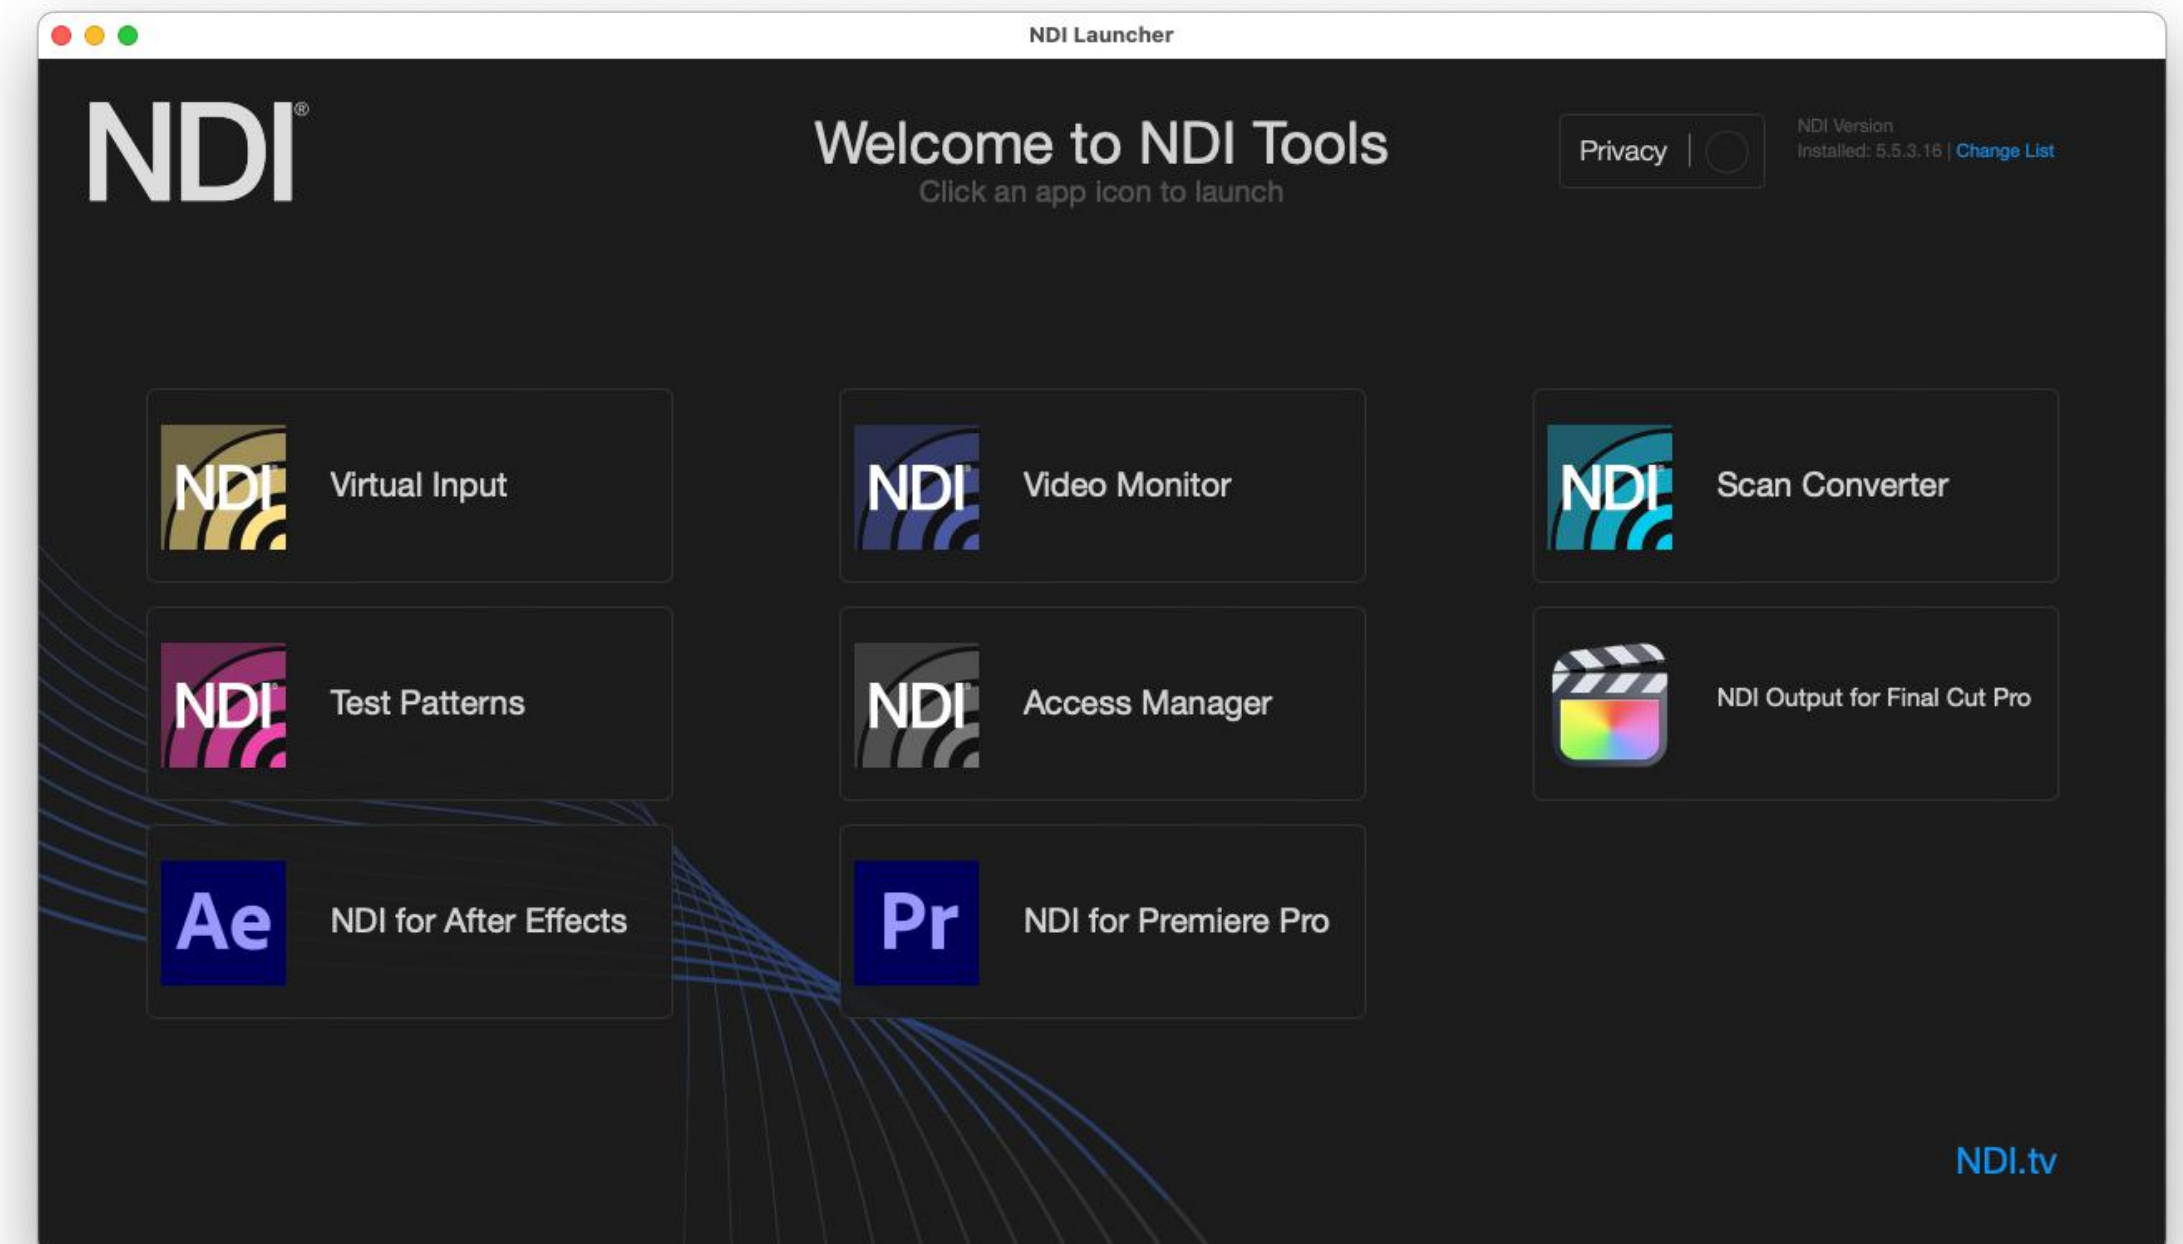 NDI Launcher
NDI®
Welcome to NDI Tools
Click an app icon to launch
Privacy |
NDI Version
Installed: 5.5.3.16 | Change List
NDI
Virtual Input
NDI
Video Monitor
NDI
Scan Converter
NDI
Test Patterns
NDI
Access Manager
NDI Output for Final Cut Pro
Ae
NDI for After Effects
Pr
NDI for Premiere Pro
NDI.tv